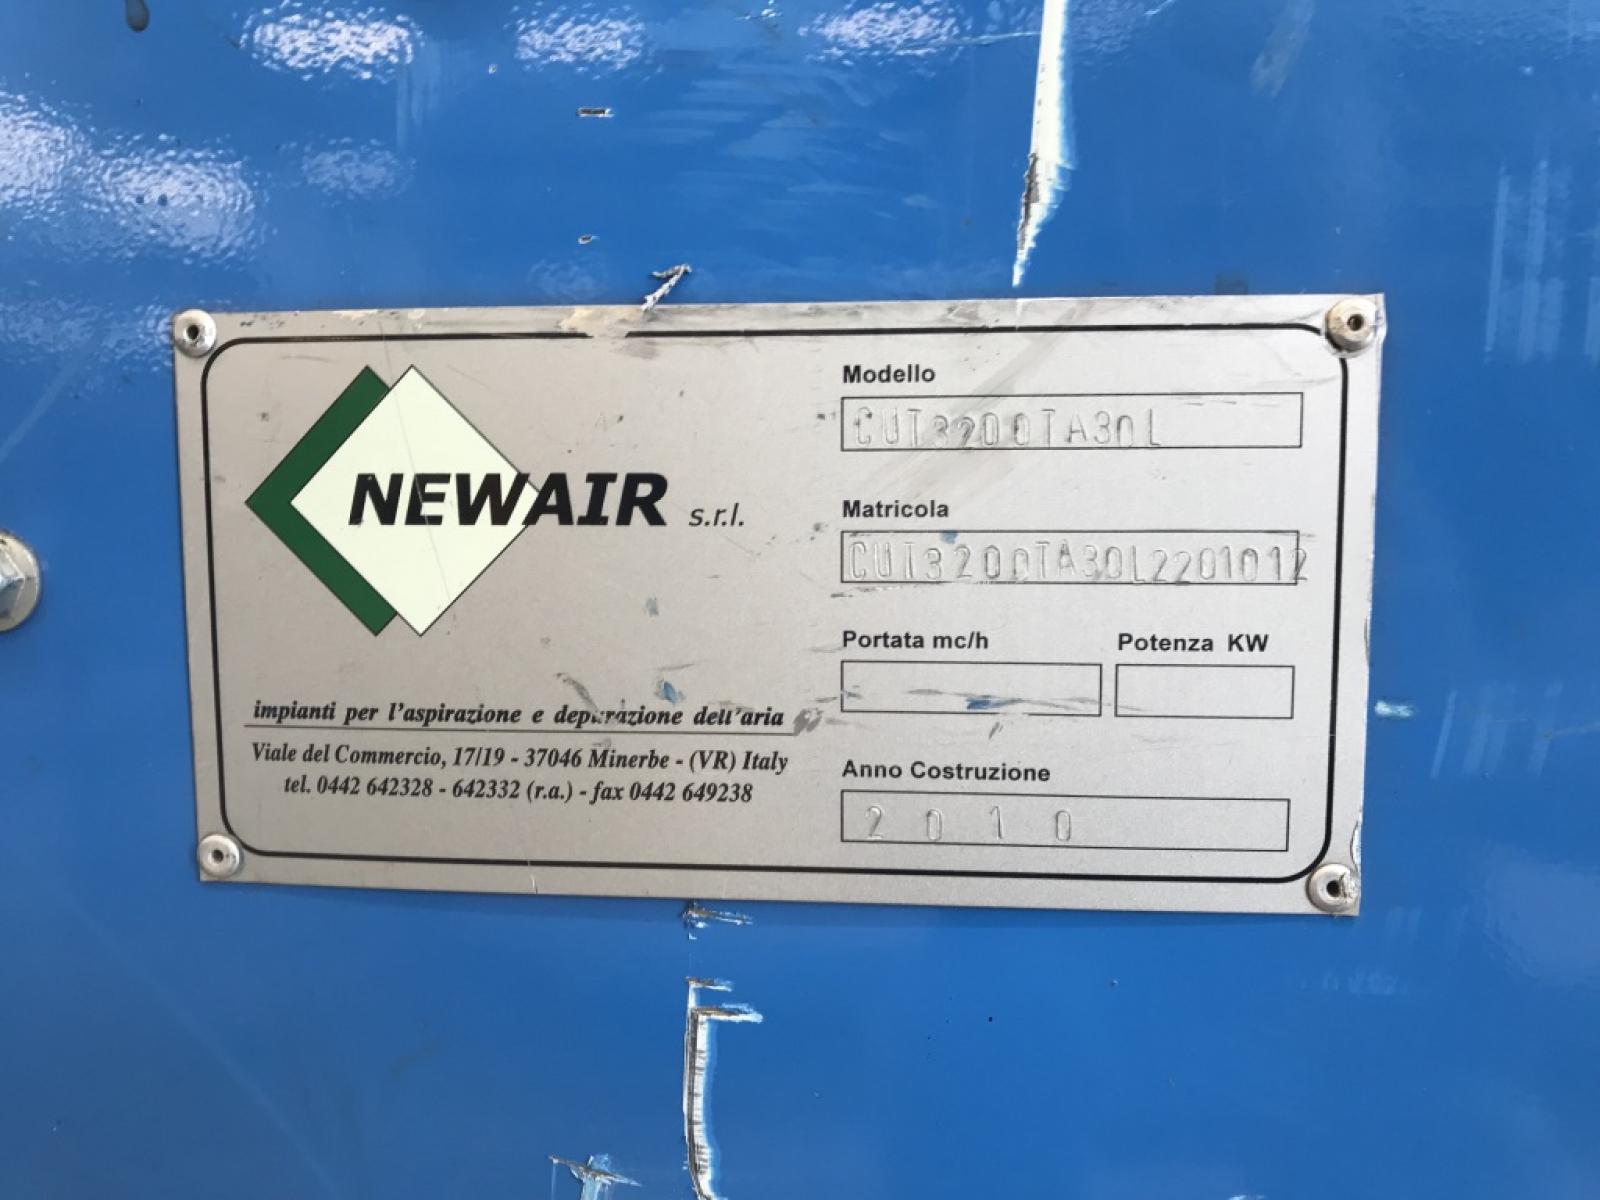 NEWAIR s.r.l.
impianti per l'aspirazione e depurazione dell'aria
Viale del Commercio, 17/19 - 37046 Minerbe - (VR) Italy
tel. 0442 642328 - 642332 (r.a.) - fax 0442 649238
Modello
CUT3200TA30L
Matricola
CUT3200TA30L2201012
Portata mc/h
Potenza KW
Anno Costruzione
2010